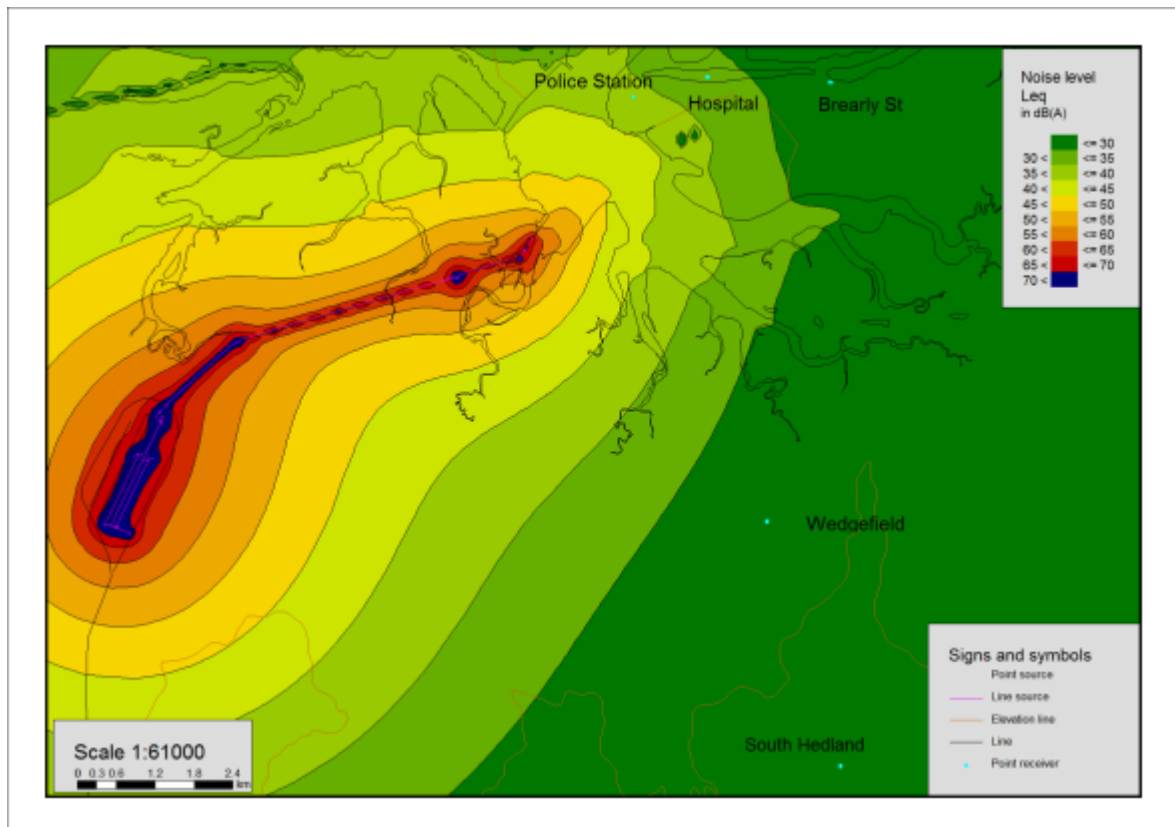 Police Station
Hospital
Brearly St
Noise level
Leq
in dB(A)
<= 30
30 < <= 35
35 < <= 40
40 < <= 45
45 < <= 50
50 < <= 55
55 < <= 60
60 < <= 65
65 < <= 70
70 <
Wedgefield
South Hedland
Signs and symbols
Point source
Line source
Elevation line
Line
Point receiver
Scale 1:61000
0 0.3 0.6 1.2 1.8 2.4
km